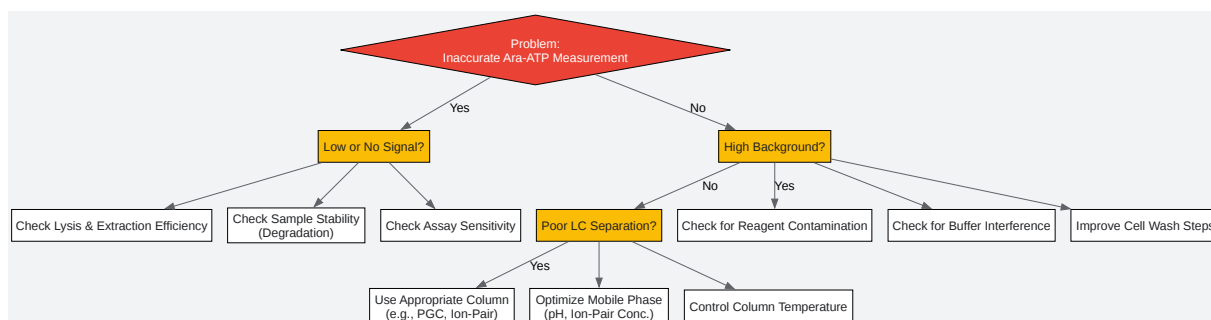 Problem:
Inaccurate Ara-ATP Measurement
Yes
No
Low or No Signal?
High Background?
No
Yes
Check Lysis & Extraction Efficiency
Check Sample Stability
(Degradation)
Check Assay Sensitivity
Poor LC Separation?
Check for Reagent Contamination
Check for Buffer Interference
Improve Cell Wash Steps
Yes
Use Appropriate Column
(e.g., PGC, Ion-Pair)
Optimize Mobile Phase
(pH, Ion-Pair Conc.)
Control Column Temperature